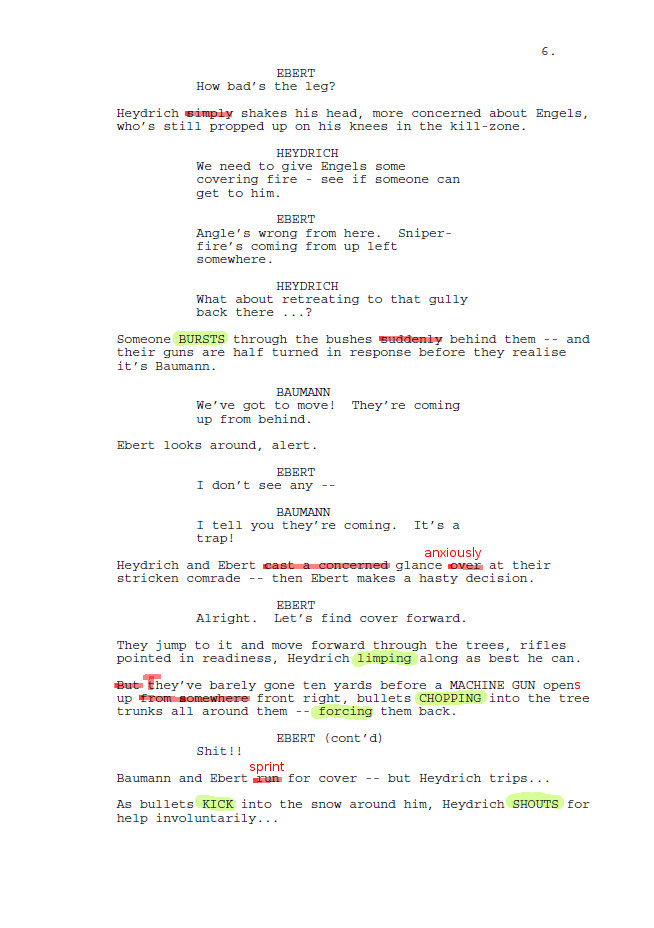 6.
EBERT
How bad's the leg?
Heydrich simply shakes his head, more concerned about Engels,
who's still propped up on his knees in the kill-zone.
HEYDRICH
We need to give Engels some
covering fire - see if someone can
get to him.
EBERT
Angle's wrong from here.  Sniper-
fire's coming from up left
somewhere.
HEYDRICH
What about retreating to that gully
back there ...?
Someone BURSTS through the bushes suddenly behind them -- and
their guns are half turned in response before they realise
it's Baumann.
BAUMANN
We've got to move!  They're coming
up from behind.
Ebert looks around, alert.
EBERT
I don't see any --
BAUMANN
I tell you they're coming.  It's a
trap!
anxiously
Heydrich and Ebert cast a concerned glance over at their
stricken comrade -- then Ebert makes a hasty decision.
EBERT
Alright.  Let's find cover forward.
They jump to it and move forward through the trees, rifles
pointed in readiness, Heydrich limping along as best he can.
T
But they've barely gone ten yards before a MACHINE GUN opens
up from somewhere front right, bullets CHOPPING into the tree
trunks all around them -- forcing them back.
EBERT (cont'd)
Shit!!
sprint
Baumann and Ebert run for cover -- but Heydrich trips...
As bullets KICK into the snow around him, Heydrich SHOUTS for
help involuntarily...